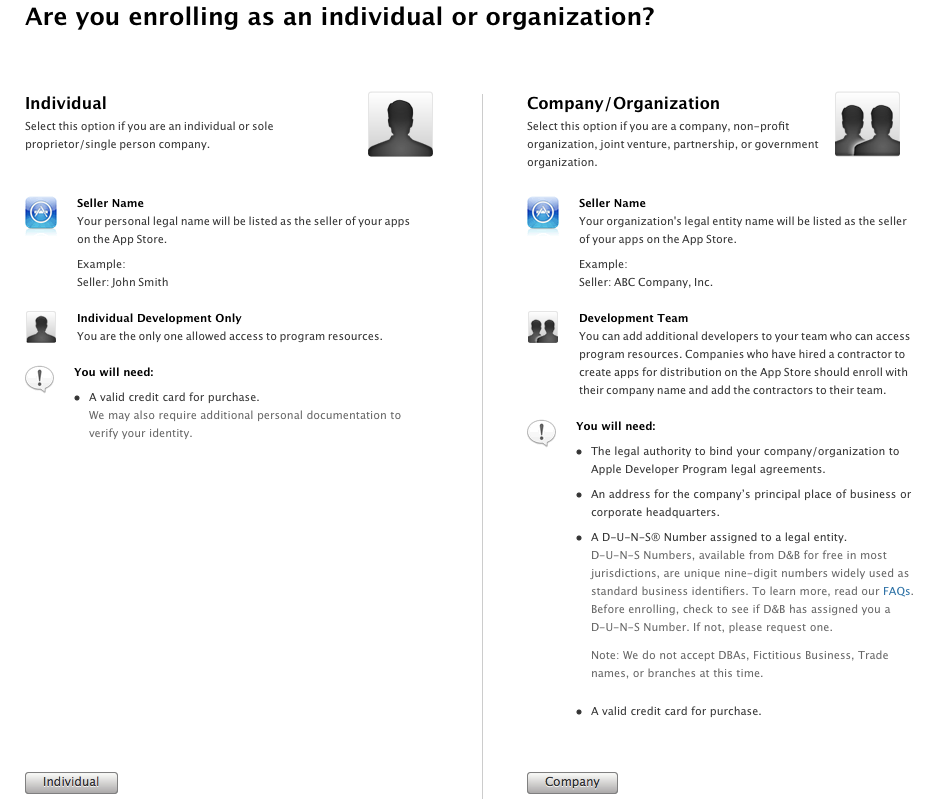 Are you enrolling as an individual or organization?
Individual
Select this option if you are an individual or sole
proprietor/single person company.
Seller Name
Your personal legal name will be listed as the seller of your apps
on the App Store.
Example:
Seller: John Smith
Individual Development Only
You are the only one allowed access to program resources.
You will need:
• A valid credit card for purchase.
We may also require additional personal documentation to
verify your identity.
Individual
Company/Organization
Select this option if you are a company, non-profit
organization, joint venture, partnership, or government
organization.
Seller Name
Your organization's legal entity name will be listed as the seller
of your apps on the App Store.
Example:
Seller: ABC Company, Inc.
Development Team
You can add additional developers to your team who can access
program resources. Companies who have hired a contractor to
create apps for distribution on the App Store should enroll with
their company name and add the contractors to their team.
You will need:
• The legal authority to bind your company/organization to
Apple Developer Program legal agreements.
• An address for the company's principal place of business or
corporate headquarters.
• A D-U-N-S® Number assigned to a legal entity.
D-U-N-S Numbers, available from D&B for free in most
jurisdictions, are unique nine-digit numbers widely used as
standard business identifiers. To learn more, read our FAQs.
Before enrolling, check to see if D&B has assigned you a
D-U-N-S Number. If not, please request one.
Note: We do not accept DBAs, Fictitious Business, Trade
names, or branches at this time.
• A valid credit card for purchase.
Company